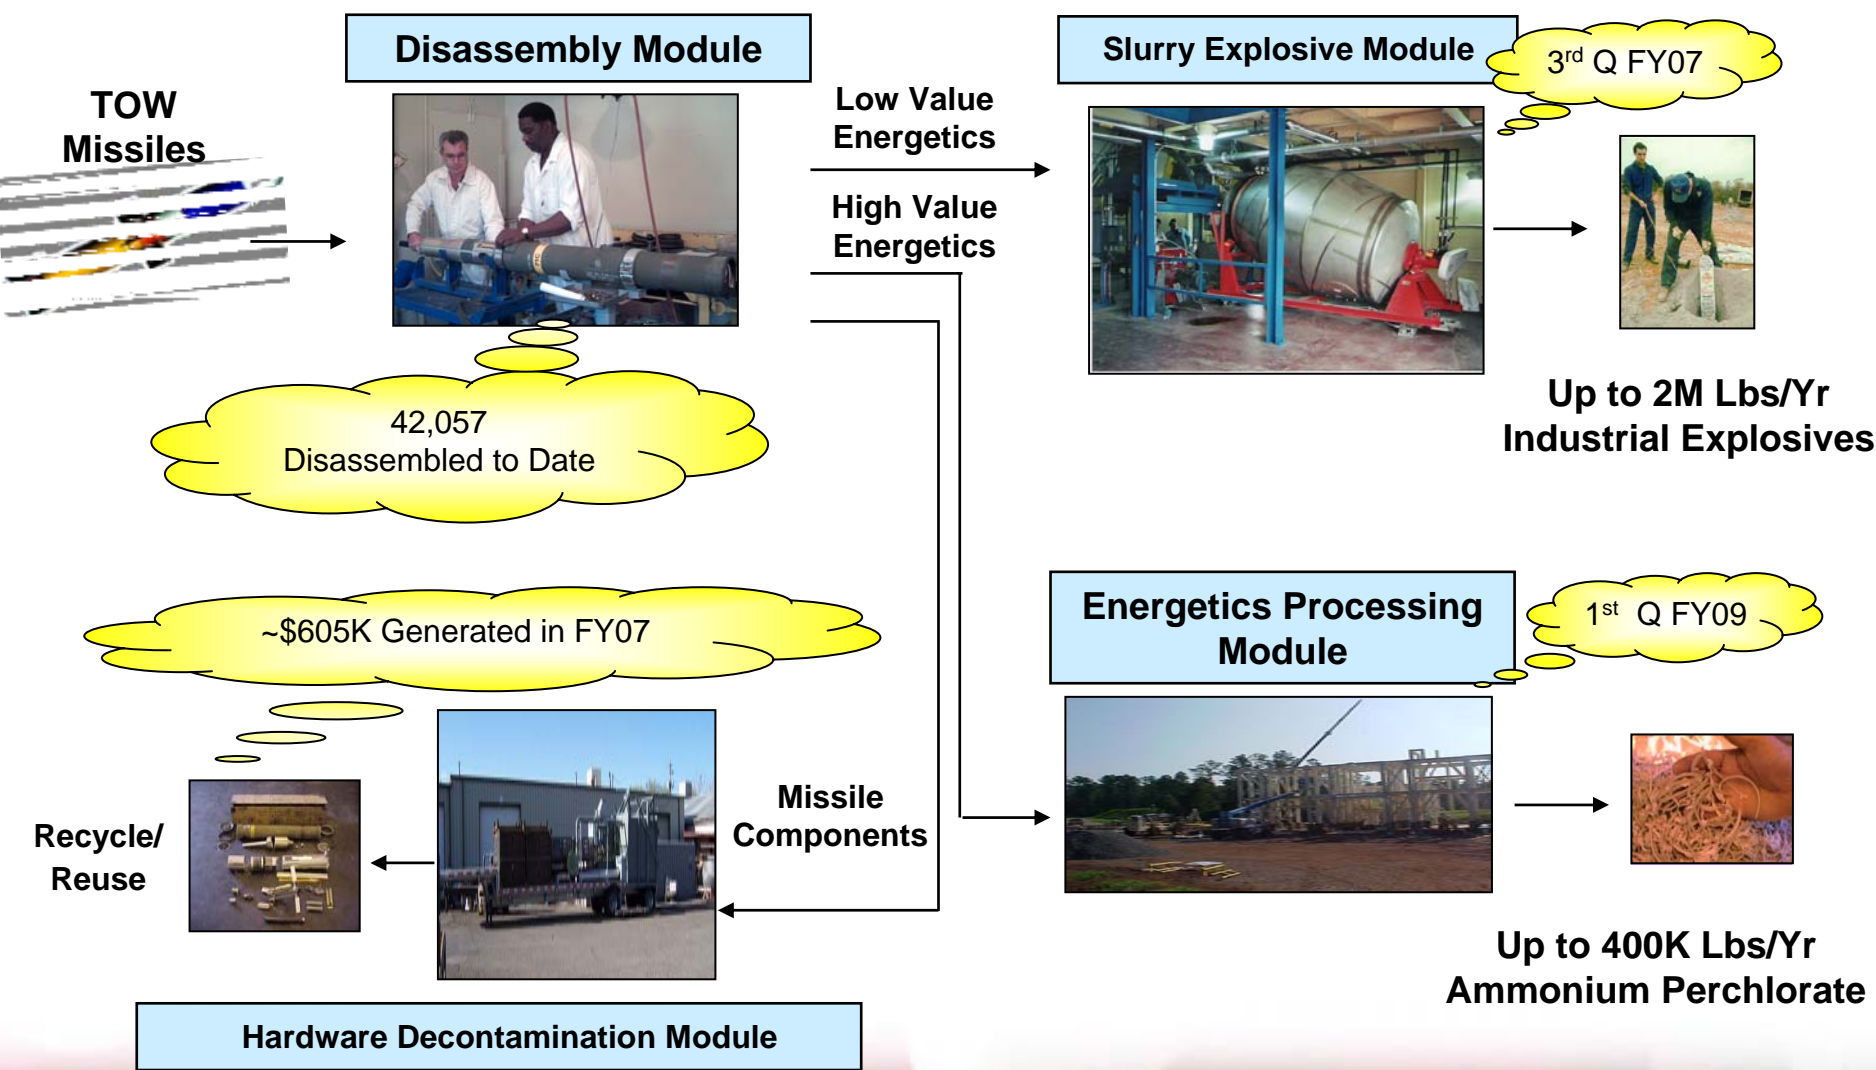 Disassembly Module
Slurry Explosive Module
3rd Q FY07
TOW
Missiles
Low Value
Energetics
High Value
Energetics
42,057
Disassembled to Date
Up to 2M Lbs/Yr
Industrial Explosives
~$605K Generated in FY07
Energetics Processing
Module
1st Q FY09
Recycle/
Reuse
Missile
Components
Up to 400K Lbs/Yr
Ammonium Perchlorate
Hardware Decontamination Module